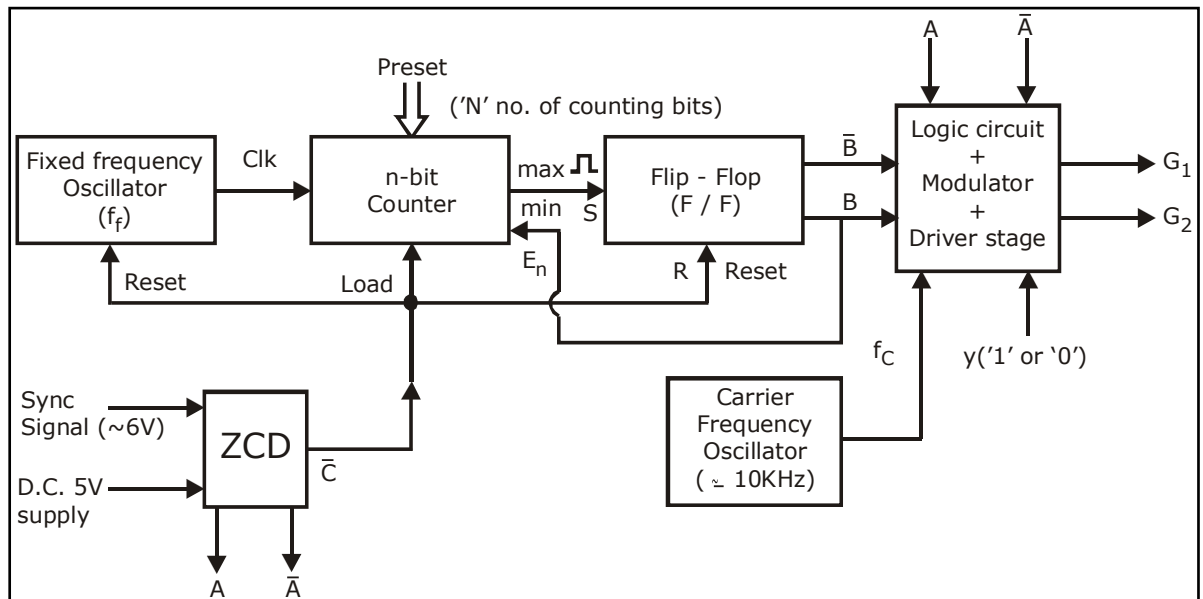 Preset
('N' no. of counting bits)
Fixed frequency
Oscillator
(f_f)
Clk
n-bit
Counter
max
min
S
E_n
Flip - Flop
(F / F)
B̄
B
A
Ā
Logic circuit
+
Modulator
+
Driver stage
G_1
G_2
Reset
Load
R
Reset
f_C
y('1' or '0')
Sync
Signal (~6V)
D.C. 5V
supply
ZCD
C̄
A
Ā
Carrier
Frequency
Oscillator
( ~ 10KHz)